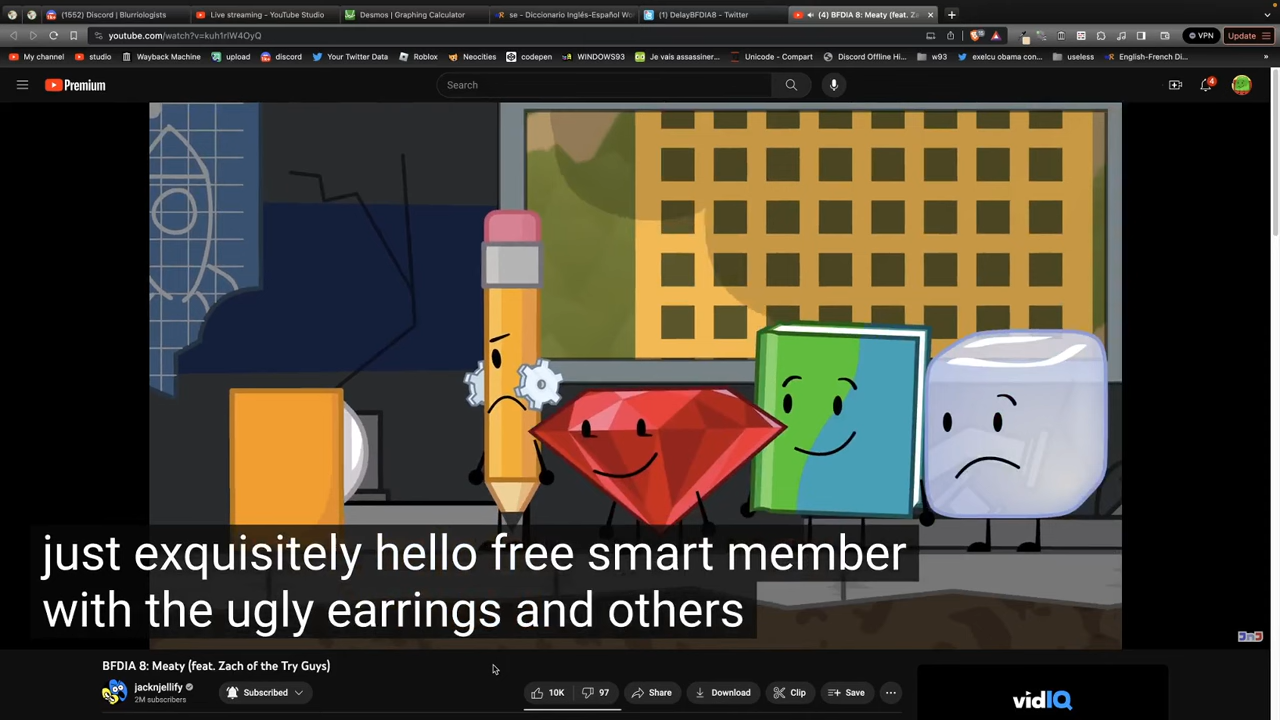 (1552) Discord | Blurriologists
Live streaming - YouTube Studio
Desmos | Graphing Calculator
se - Diccionario Inglés-Español Wo
(1) DelayBFDIA8 - Twitter
(4) BFDIA 8: Meaty (feat. Za
youtube.com/watch?v=kuh1rlW4OyQ
VPN
Update
My channel
studio
Wayback Machine
upload
discord
Your Twitter Data
Roblox
Neocities
codepen
WINDOWS93
Je vais assassiner...
Unicode - Compart
Discord Offline Hi...
w93
exelcu obama con...
useless
English-French Di...
»
Premium
Search
4
just exquisitely hello free smart member
with the ugly earrings and others
BFDIA 8: Meaty (feat. Zach of the Try Guys)
jacknjellify
2M subscribers
Subscribed
10K
97
Share
Download
Clip
Save
vidIQ